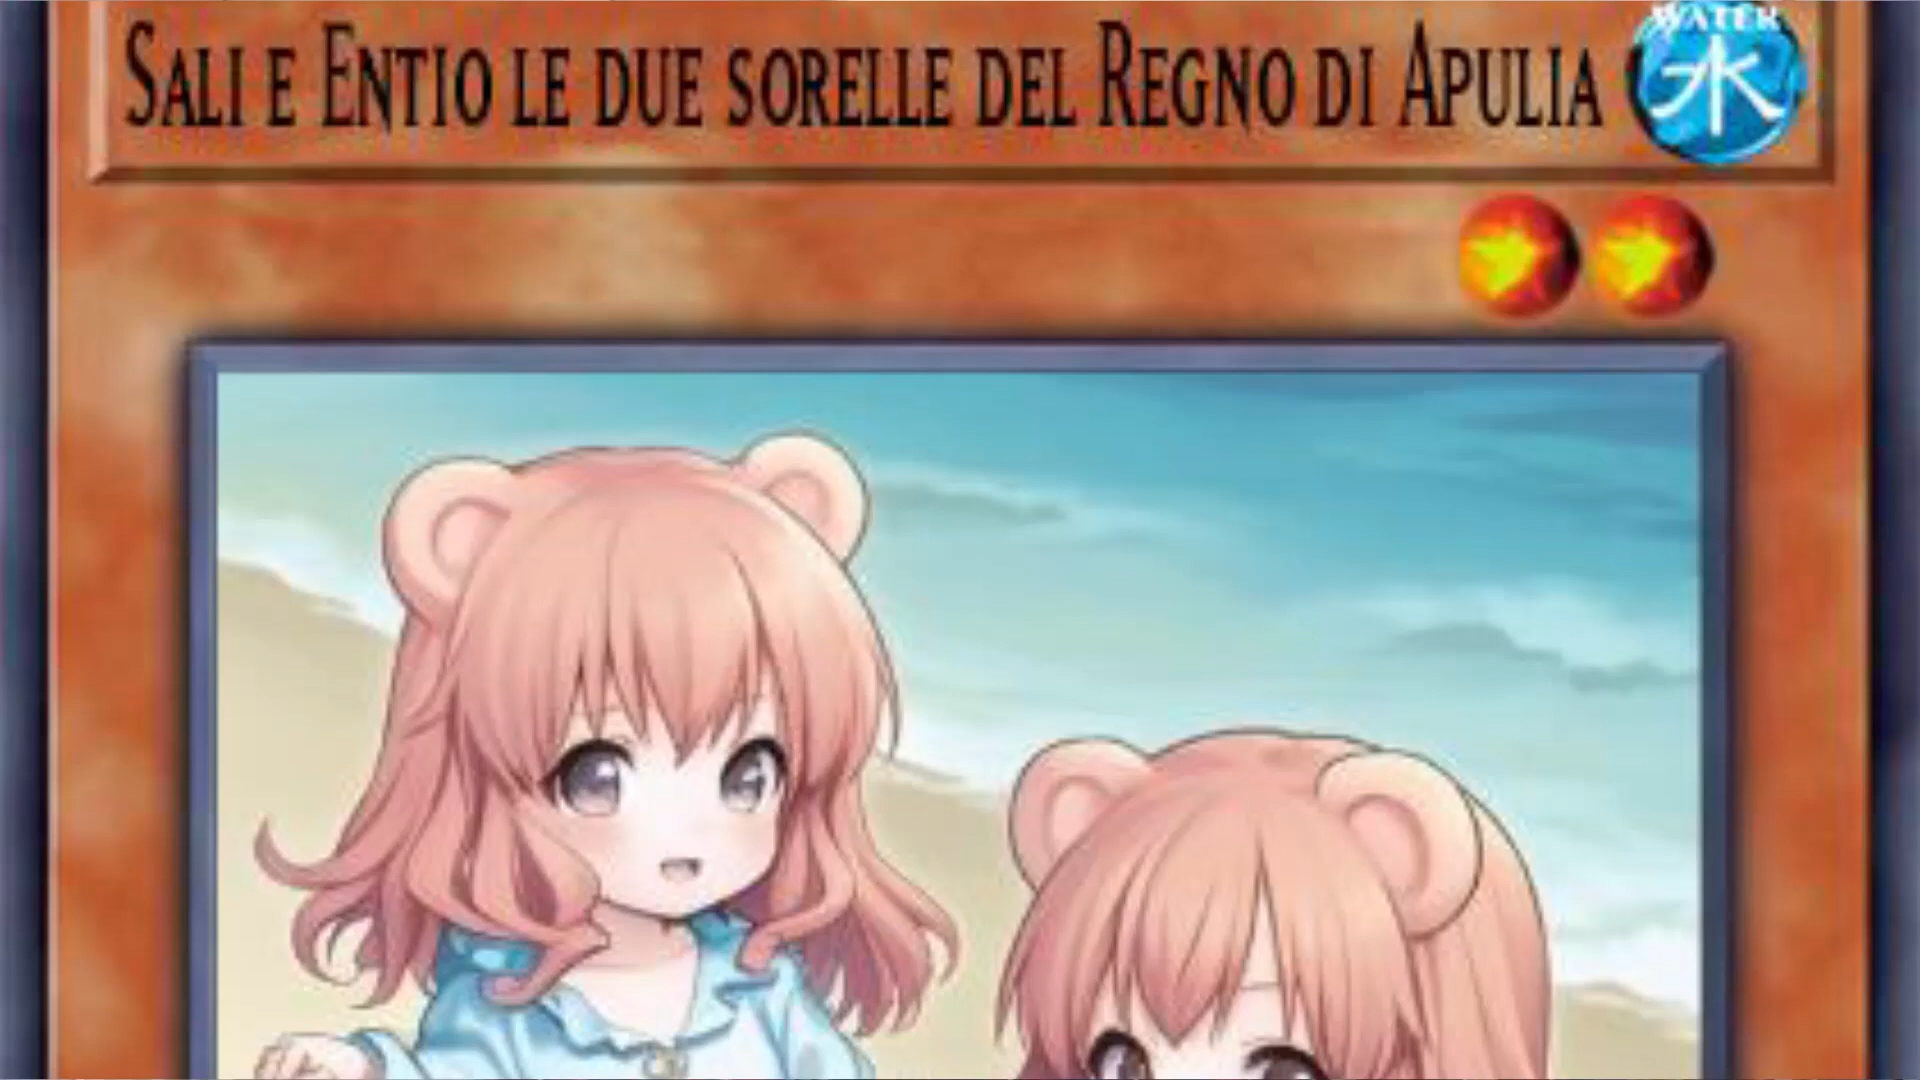 Sali e Entio le due sorelle del Regno di Apulia
WATER
水